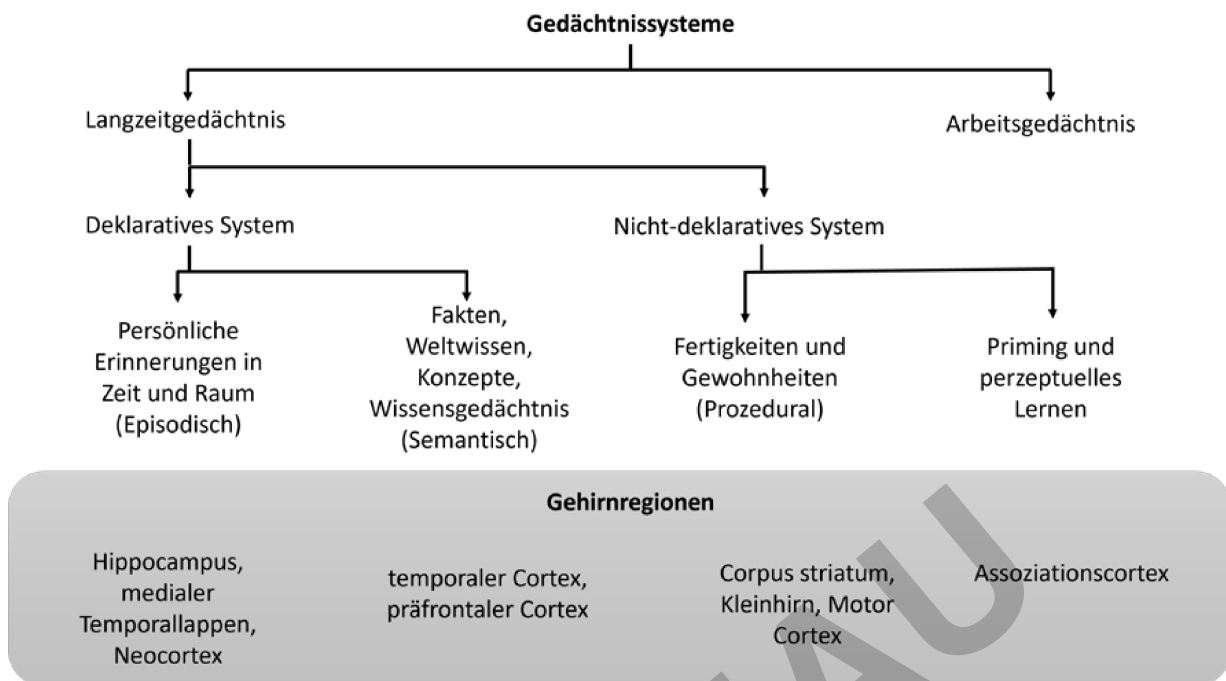 Gedächtnissysteme
Langzeitgedächtnis
Arbeitsgedächtnis
Deklaratives System
Nicht-deklaratives System
Persönliche
Erinnerungen in
Zeit und Raum
(Episodisch)
Fakten,
Weltwissen,
Konzepte,
Wissensgedächtnis
(Semantisch)
Fertigkeiten und
Gewohnheiten
(Prozedural)
Priming und
perzeptuelles
Lernen
Gehirnregionen
Hippocampus,
medialer
Temporallappen,
Neocortex
temporaler Cortex,
präfrontaler Cortex
Corpus striatum,
Kleinhirn, Motor
Cortex
Assoziationscortex